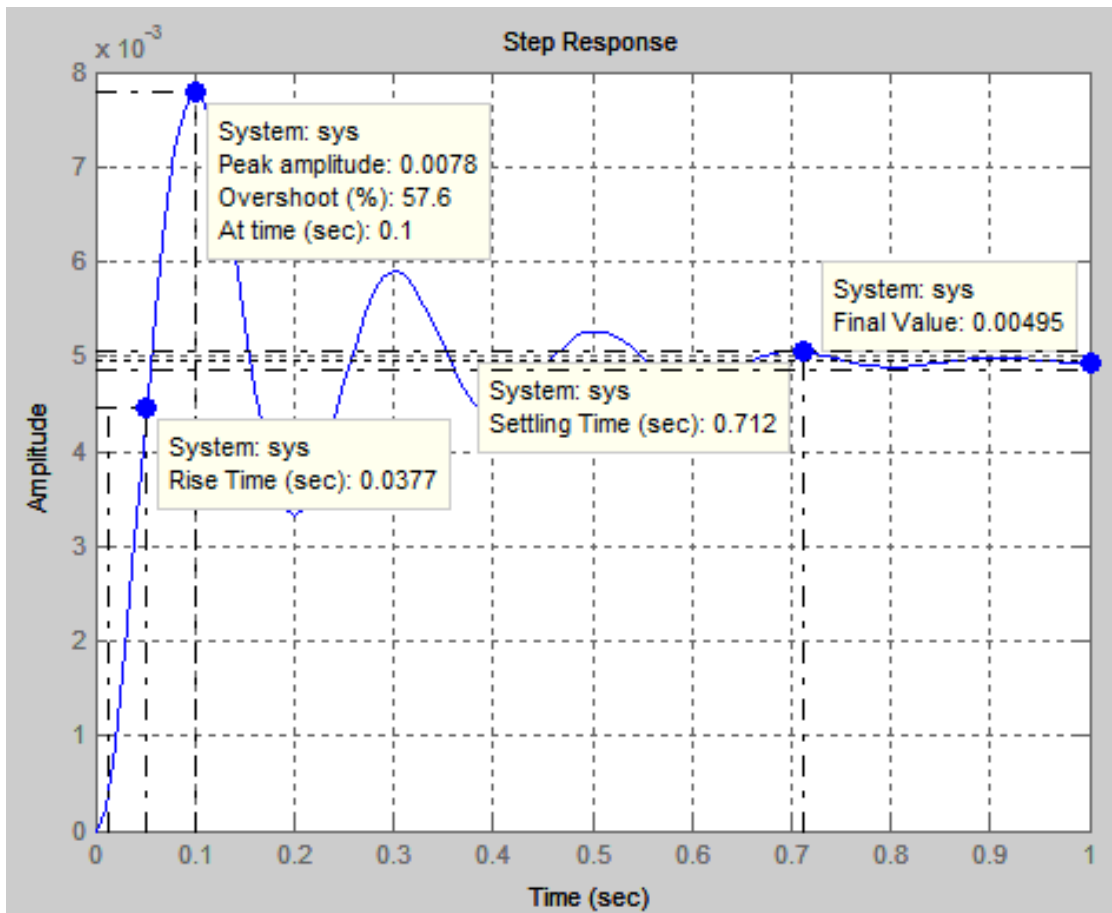 Step Response
x 10-3
8
7
6
5
4
3
2
1
0
Amplitude
System: sys
Peak amplitude: 0.0078
Overshoot (%): 57.6
At time (sec): 0.1
System: sys
Final Value: 0.00495
System: sys
Settling Time (sec): 0.712
System: sys
Rise Time (sec): 0.0377
0 0.1 0.2 0.3 0.4 0.5 0.6 0.7 0.8 0.9 1
Time (sec)